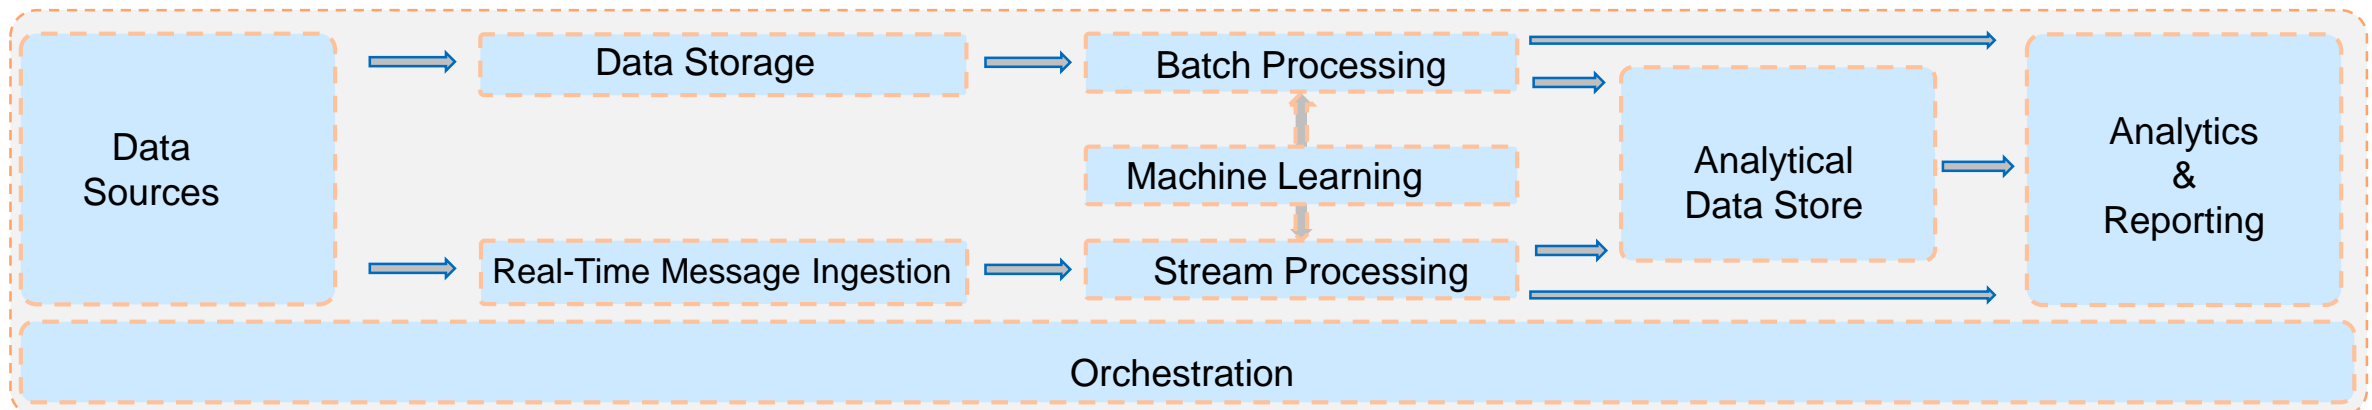 Data
Sources
Data Storage
Real-Time Message Ingestion
Batch Processing
Machine Learning
Stream Processing
Analytical
Data Store
Analytics
&
Reporting
Orchestration